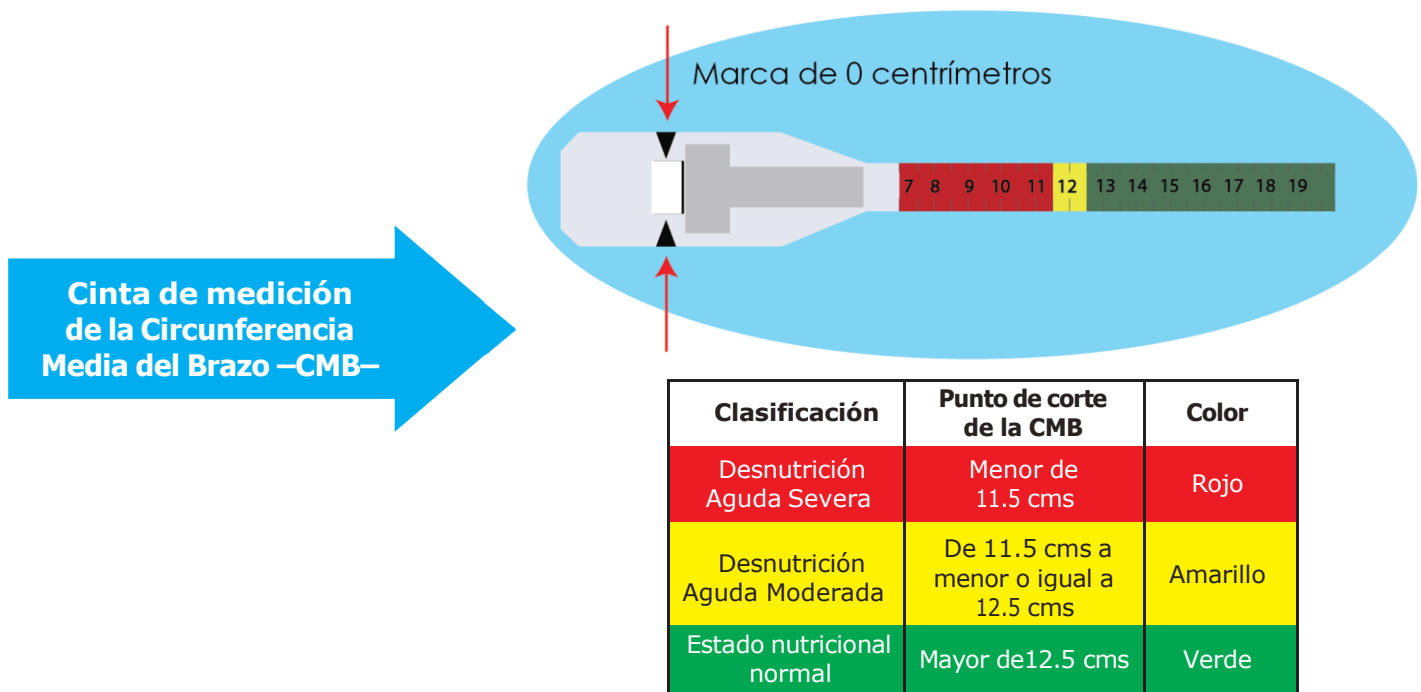 Marca de 0 centrímetros
7 8 9 10 11 12 13 14 15 16 17 18 19
Cinta de medición
de la Circunferencia
Media del Brazo –CMB–
Clasificación
Punto de corte
de la CMB
Color
Desnutrición
Aguda Severa
Menor de
11.5 cms
Rojo
Desnutrición
Aguda Moderada
De 11.5 cms a
menor o igual a
12.5 cms
Amarillo
Estado nutricional
normal
Mayor de12.5 cms
Verde